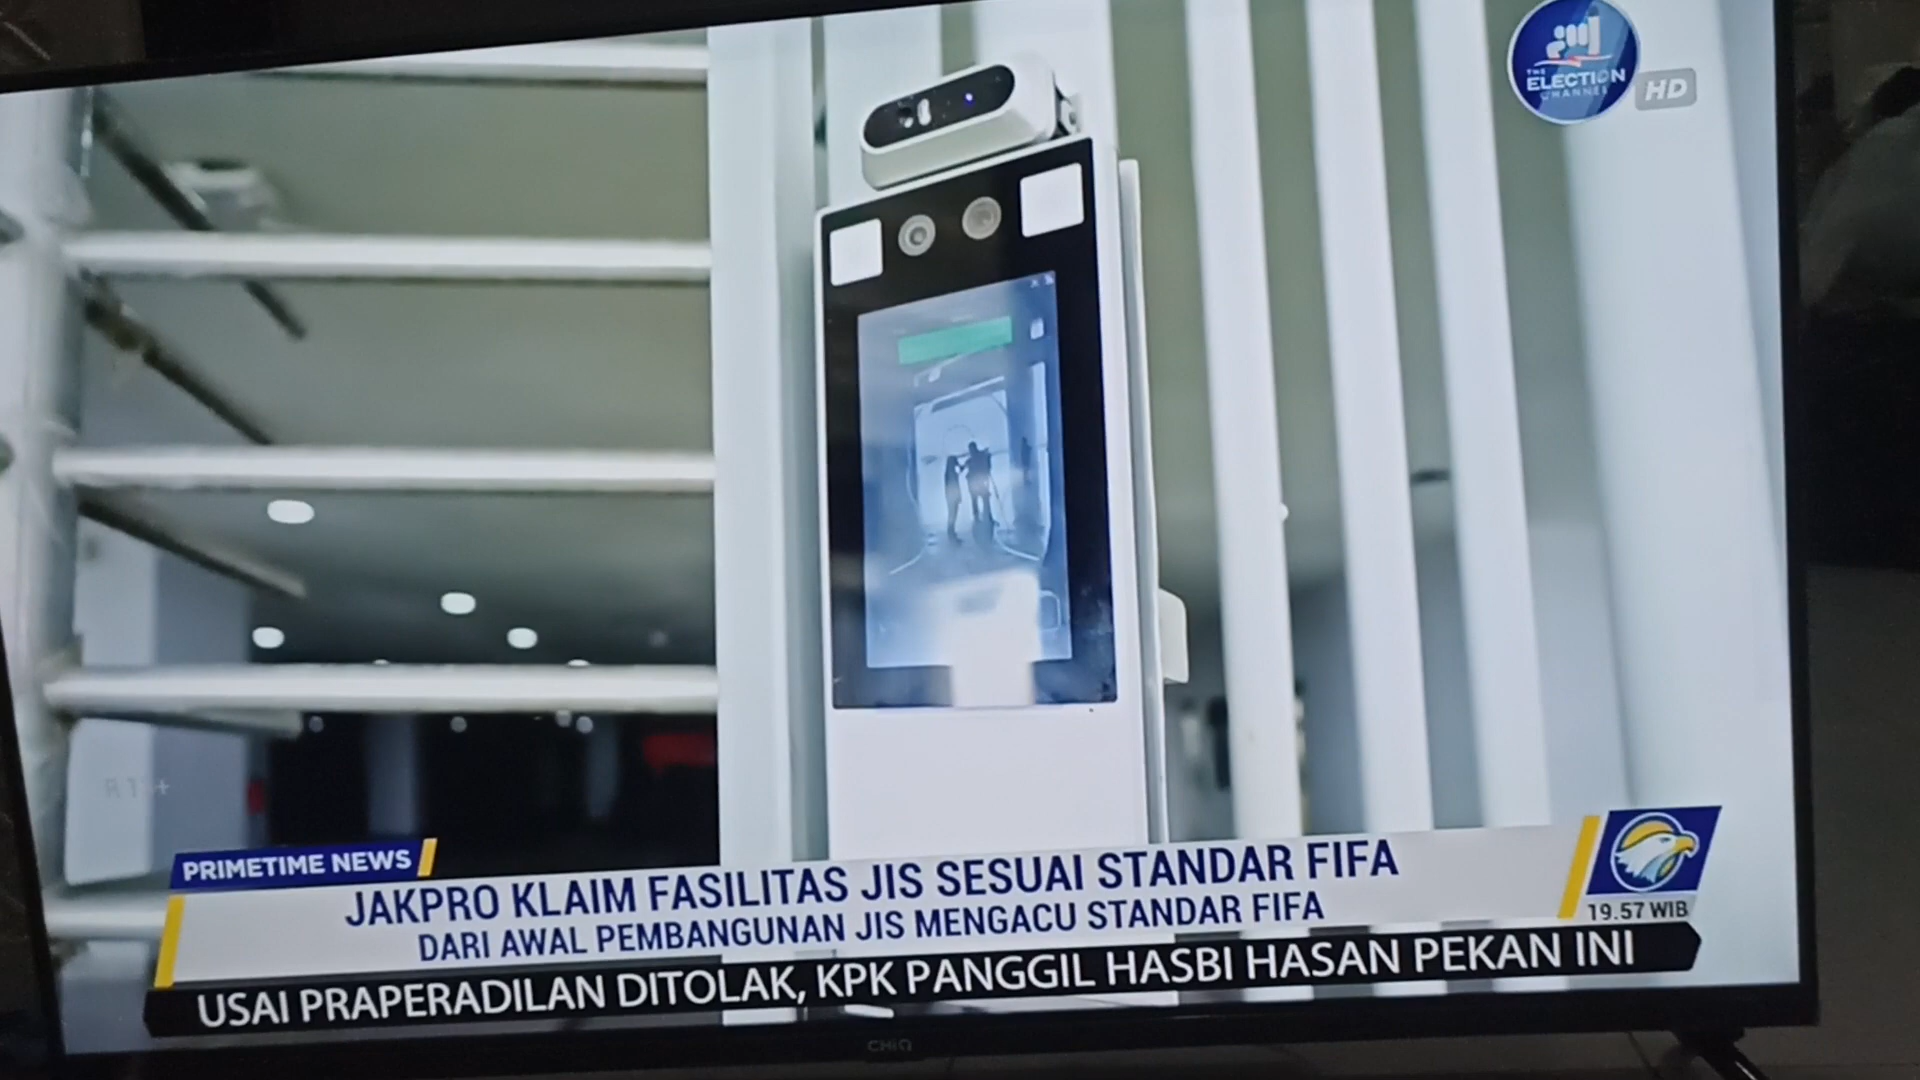 THE
ELECTION
CHANNEL
HD
PRIMETIME NEWS
JAKPRO KLAIM FASILITAS JIS SESUAI STANDAR FIFA
DARI AWAL PEMBANGUNAN JIS MENGACU STANDAR FIFA
19.57 WIB
USAI PRAPERADILAN DITOLAK, KPK PANGGIL HASBI HASAN PEKAN INI
CHiQ